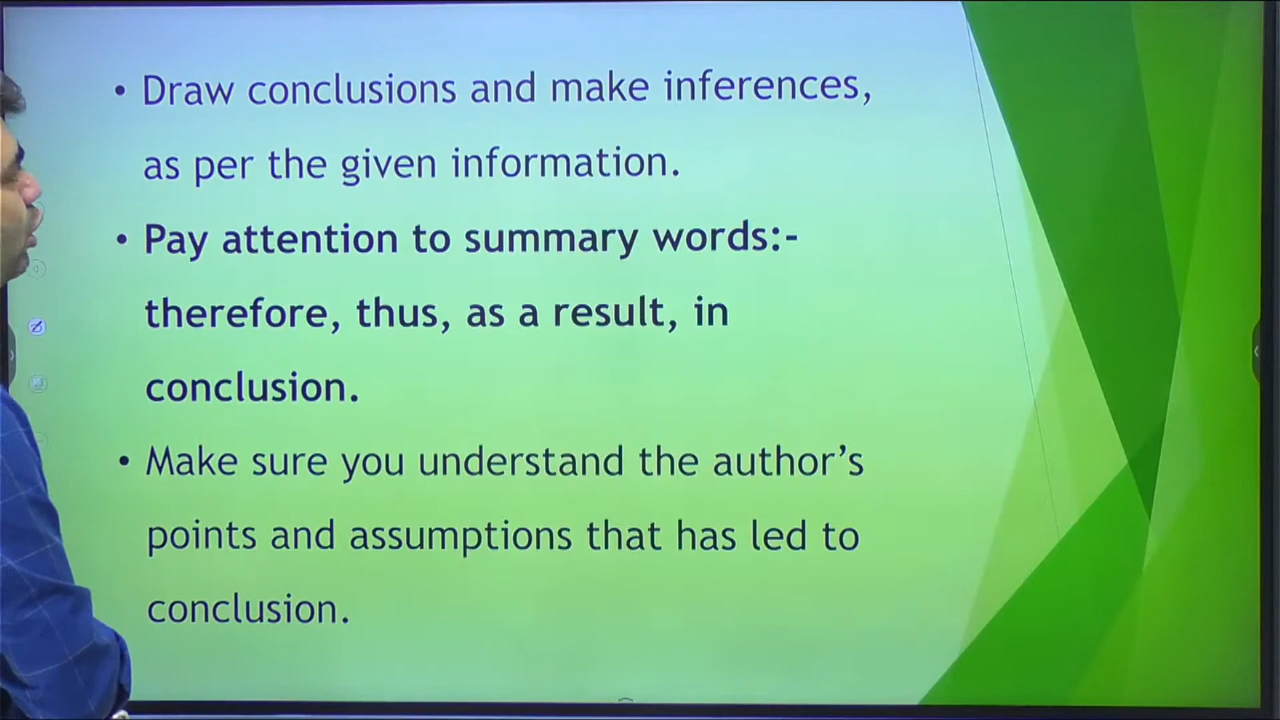 • Draw conclusions and make inferences,
as per the given information.
• Pay attention to summary words:-
therefore, thus, as a result, in
conclusion.
• Make sure you understand the author’s
points and assumptions that has led to
conclusion.